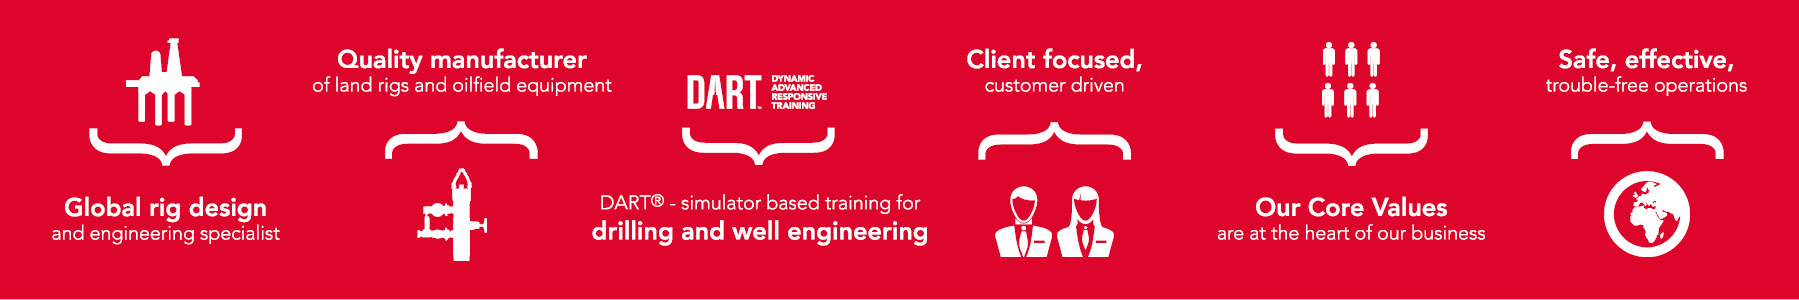 Global rig design
and engineering specialist
Quality manufacturer
of land rigs and oilfield equipment
DART™ DYNAMIC
ADVANCED
RESPONSIVE
TRAINING
DART® - simulator based training for
drilling and well engineering
Client focused,
customer driven
Our Core Values
are at the heart of our business
Safe, effective,
trouble-free operations